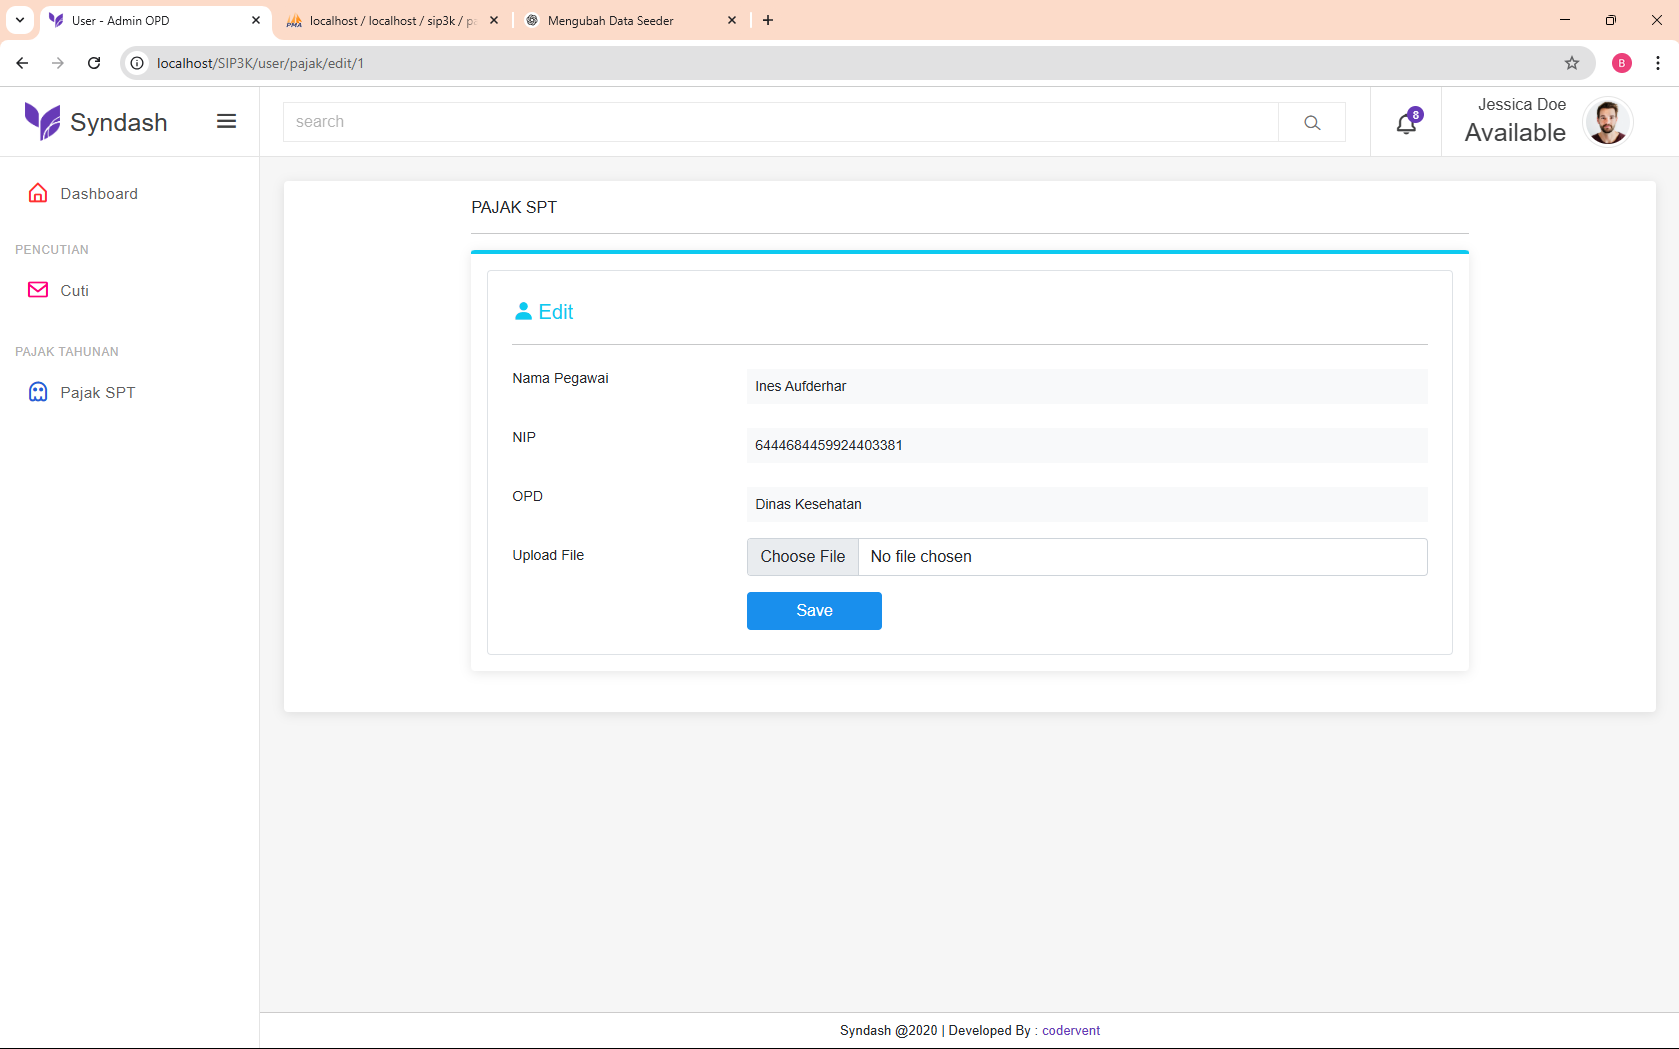 User - Admin OPD
localhost / localhost / sip3k / pa
Mengubah Data Seeder
localhost/SIP3K/user/pajak/edit/1
B
Syndash
search
8
Jessica Doe
Available
Dashboard
PENCUTIAN
Cuti
PAJAK TAHUNAN
Pajak SPT
PAJAK SPT
Edit
Nama Pegawai
Ines Aufderhar
NIP
6444684459924403381
OPD
Dinas Kesehatan
Upload File
Choose File No file chosen
Save
Syndash @2020 | Developed By : codervent